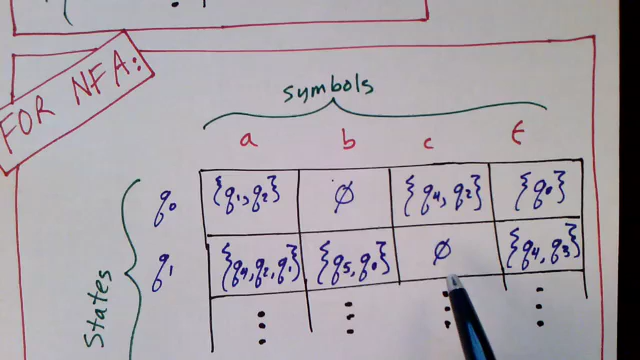 FOR NFA:
symbols
a b c ϵ
q₀ {q₁, q₂} ∅ {q₄, q₂} {q₀}
q₁ {q₄, q₂, q₁} {q₅, q₀} ∅ {q₄, q₃}
States